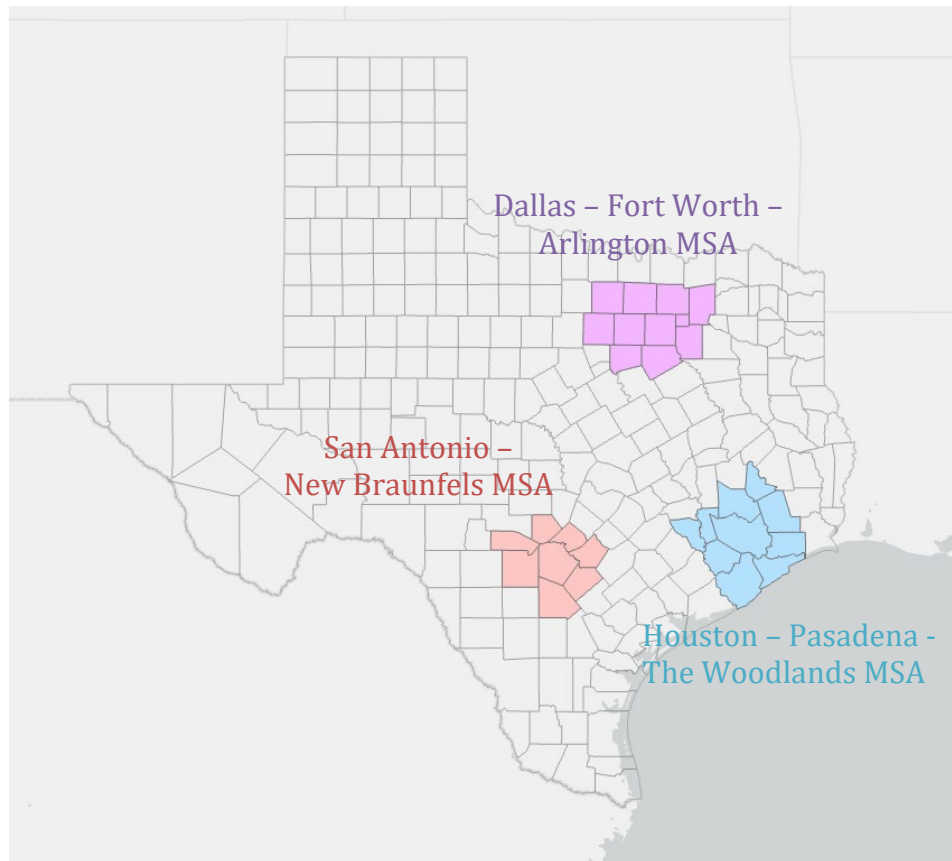 Dallas – Fort Worth –
Arlington MSA
San Antonio –
New Braunfels MSA
Houston – Pasadena -
The Woodlands MSA